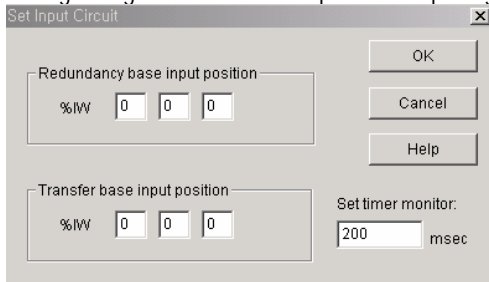 Set Input Circuit
Redundancy base input position
%IW 0 0 0
OK
Cancel
Help
Transfer base input position
%IW 0 0 0
Set timer monitor:
200 msec